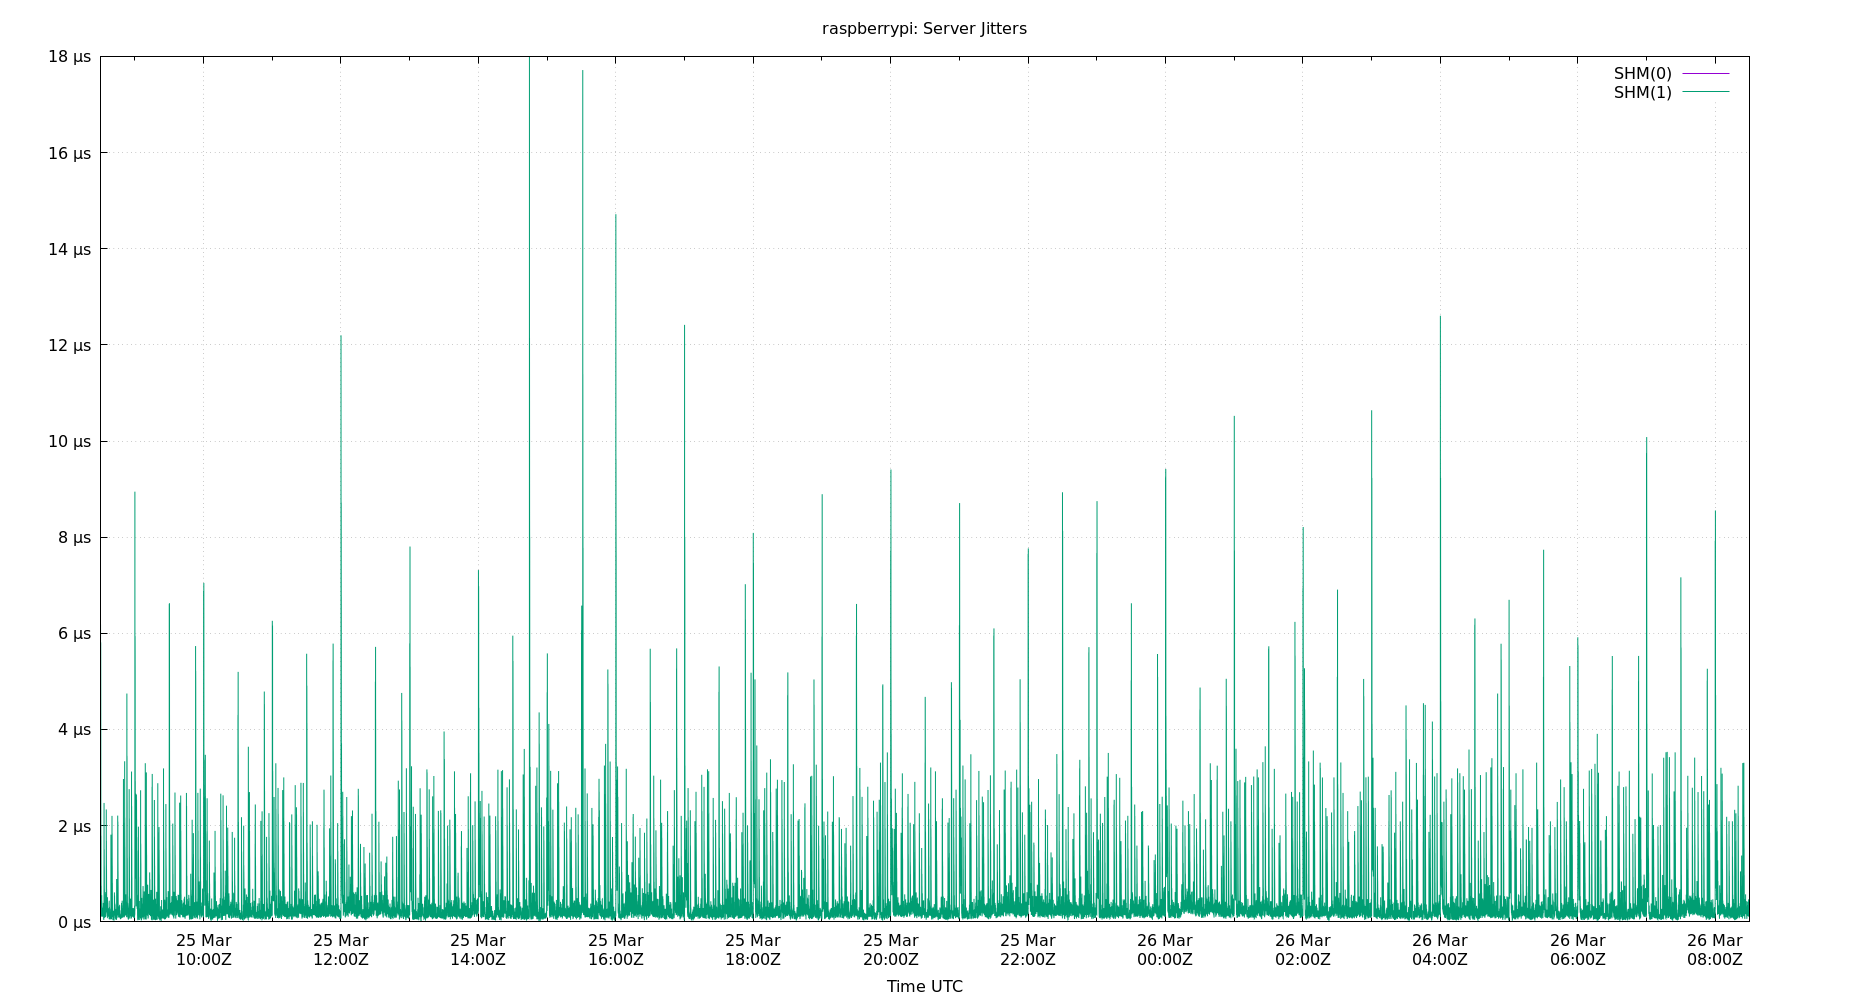 raspberrypi: Server Jitters
18 µs
16 µs
14 µs
12 µs
10 µs
8 µs
6 µs
4 µs
2 µs
0 µs
SHM(0)
SHM(1)
25 Mar 25 Mar 25 Mar 25 Mar 25 Mar 25 Mar 25 Mar 26 Mar 26 Mar 26 Mar 26 Mar 26 Mar
10:00Z 12:00Z 14:00Z 16:00Z 18:00Z 20:00Z 22:00Z 00:00Z 02:00Z 04:00Z 06:00Z 08:00Z
Time UTC